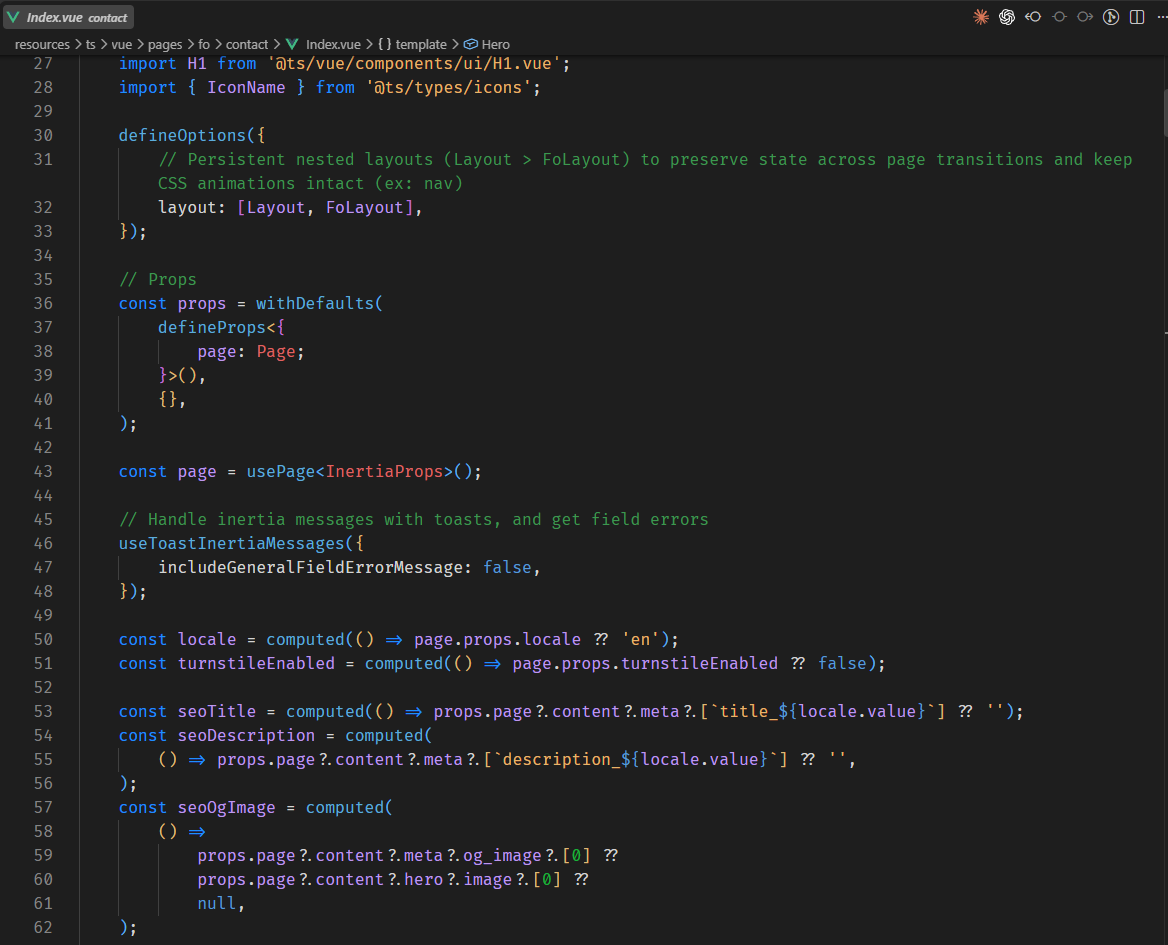 Index.vue contact
resources > ts > vue > pages > fo > contact > Index.vue > {} template > Hero
27 import H1 from '@ts/vue/components/ui/H1.vue';
28 import { IconName } from '@ts/types/icons';
29
30 defineOptions({
31     // Persistent nested layouts (Layout > FoLayout) to preserve state across page transitions and keep
    CSS animations intact (ex: nav)
32     layout: [Layout, FoLayout],
33 });
34
35 // Props
36 const props = withDefaults(
37     defineProps<{
38         page: Page;
39     }>(),
40     {},
41 );
42
43 const page = usePage<InertiaProps>();
44
45 // Handle inertia messages with toasts, and get field errors
46 useToastInertiaMessages({
47     includeGeneralFieldErrorMessage: false,
48 });
49
50 const locale = computed(() => page.props.locale ?? 'en');
51 const turnstileEnabled = computed(() => page.props.turnstileEnabled ?? false);
52
53 const seoTitle = computed(() => props.page?.content?.meta?.[`title_${locale.value}`] ?? '');
54 const seoDescription = computed(
55     () => props.page?.content?.meta?.[`description_${locale.value}`] ?? '',
56 );
57 const seoOgImage = computed(
58     () =>
59         props.page?.content?.meta?.og_image?.[0] ??
60         props.page?.content?.hero?.image?.[0] ??
61         null,
62 );